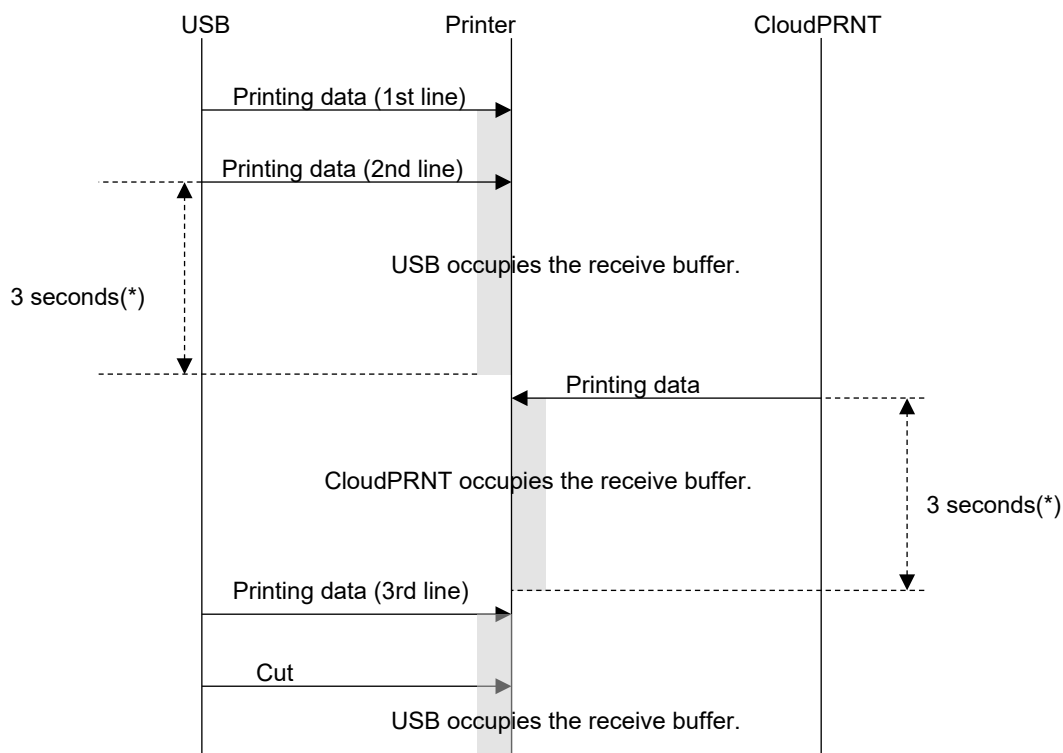 USB Printer CloudPRNT
Printing data (1st line)
Printing data (2nd line)
USB occupies the receive buffer.
3 seconds(*)
Printing data
CloudPRNT occupies the receive buffer.
3 seconds(*)
Printing data (3rd line)
Cut
USB occupies the receive buffer.